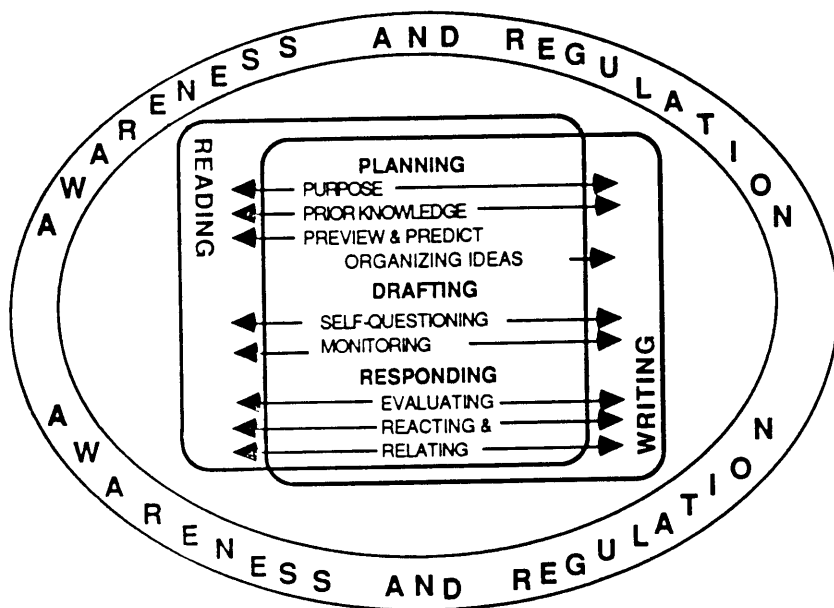 AWARENESS AND REGULATION
READING
PLANNING
PURPOSE
PRIOR KNOWLEDGE
PREVIEW & PREDICT
ORGANIZING IDEAS
DRAFTING
SELF-QUESTIONING
MONITORING
RESPONDING
EVALUATING
REACTING &
RELATING
WRITING
AWARENESS AND REGULATION